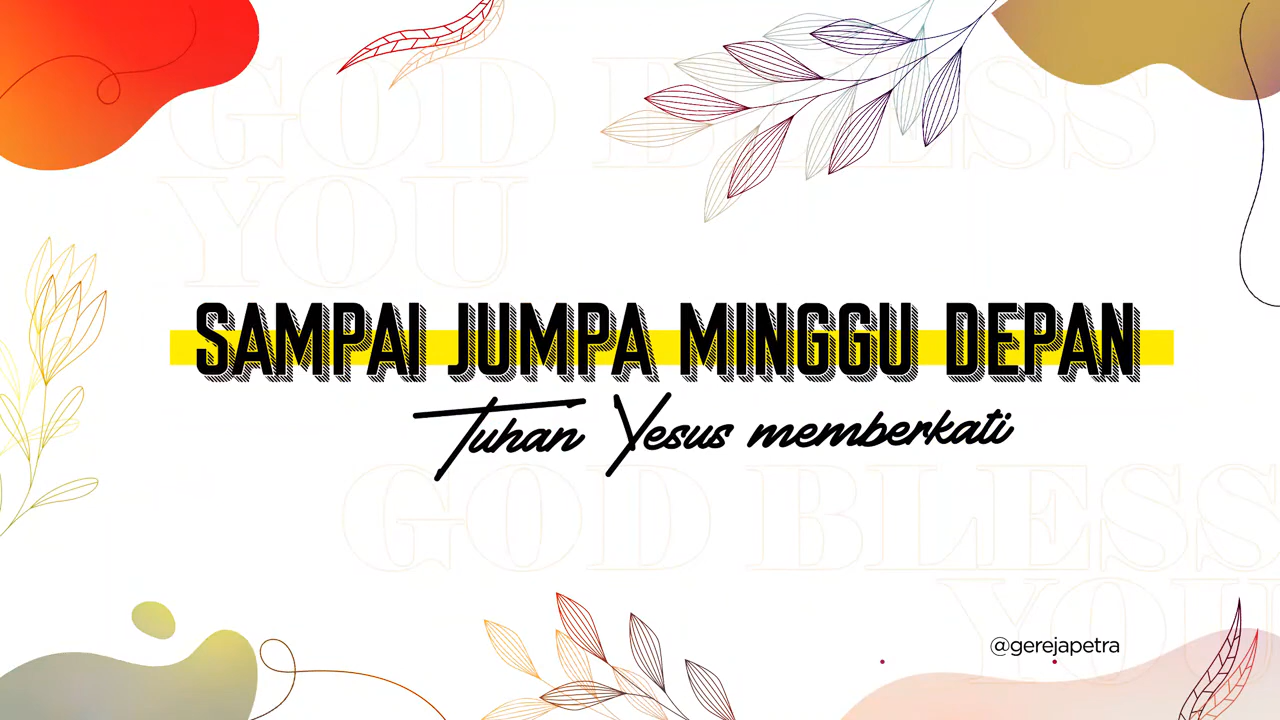 GOD BLESS
YOU
SAMPAI JUMPA MINGGU DEPAN
Tuhan Yesus memberkati
GOD BLESS
YOU
@gerejapetra